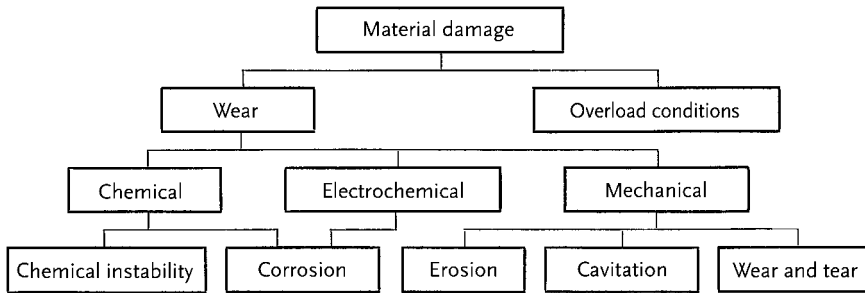 Material damage
Wear
Overload conditions
Chemical
Electrochemical
Mechanical
Chemical instability
Corrosion
Erosion
Cavitation
Wear and tear